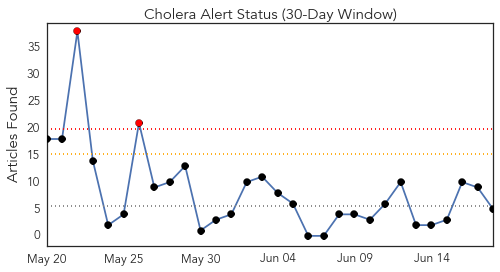 Cholera Alert Status (30-Day Window)
Articles Found
35
30
25
20
15
10
5
0
May 20
May 25
May 30
Jun 04
Jun 09
Jun 14